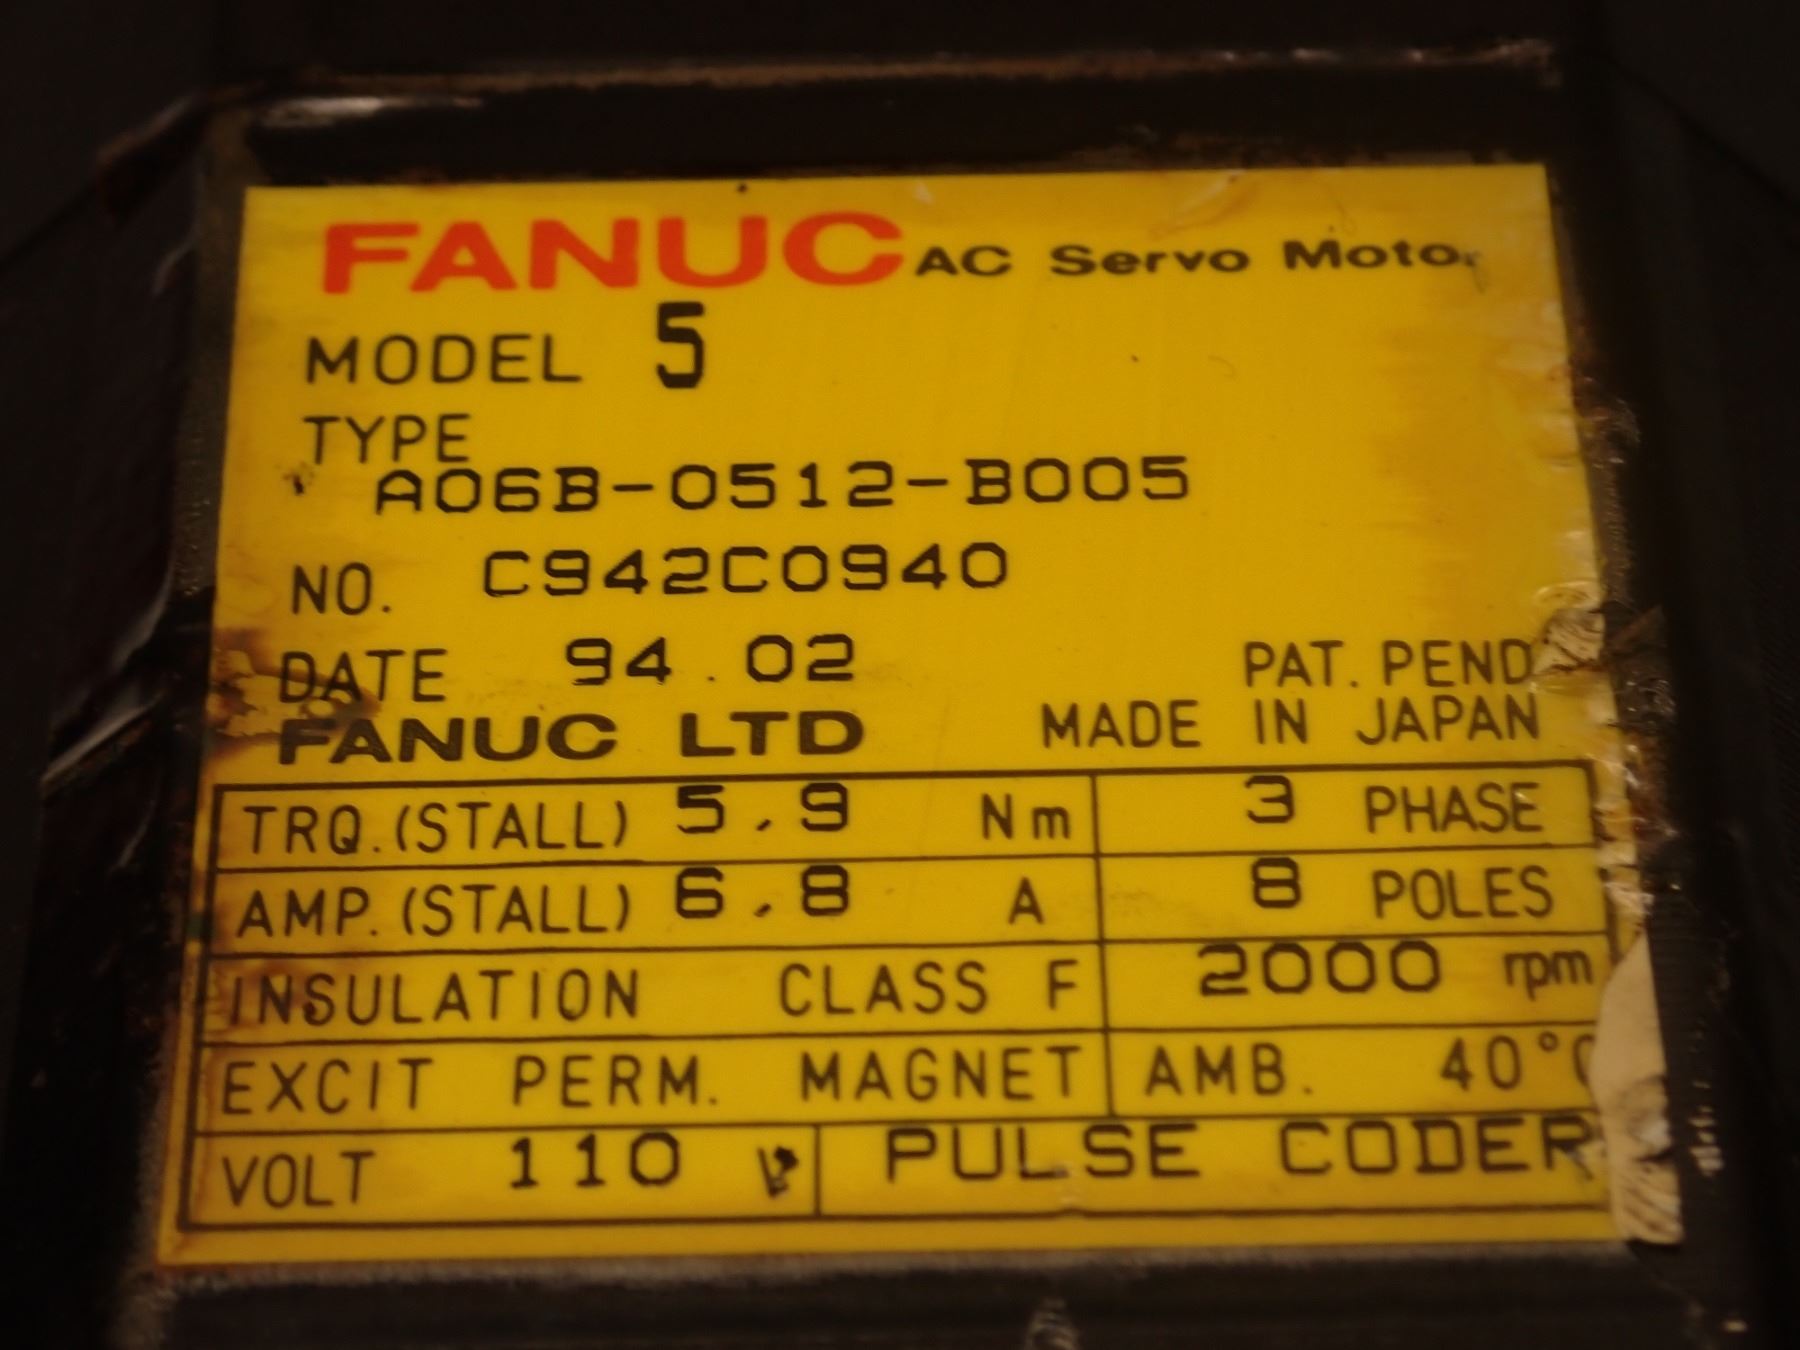 FANUC AC Servo Motor
MODEL 5
TYPE
A06B-0512-B005
NO. C942C0940
DATE 94.02
PAT. PEND
FANUC LTD MADE IN JAPAN
TRQ.(STALL) 5.9 Nm 3 PHASE
AMP.(STALL) 6.8 A 8 POLES
INSULATION CLASS F 2000 rpm
EXCIT PERM. MAGNET AMB. 40°C
VOLT 110 V PULSE CODER